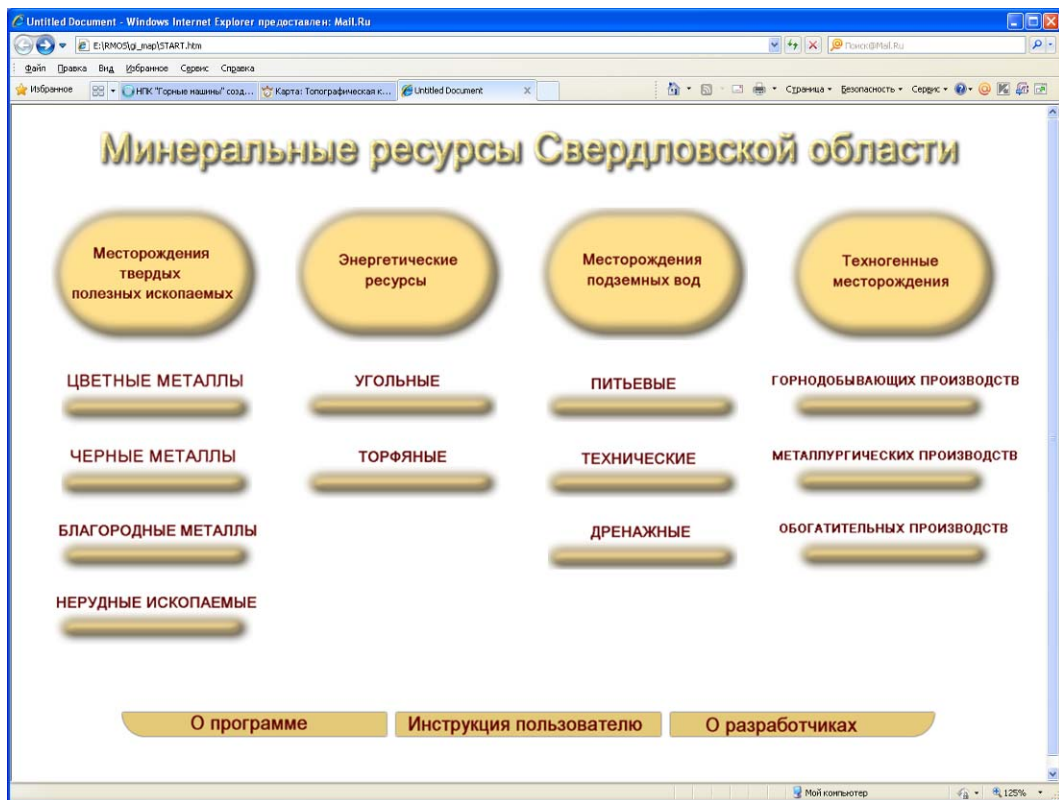 Untitled Document - Windows Internet Explorer предоставлен: Mail.Ru
E:\RMOS\gi_map\START.htm
Поиск@Mail.Ru
Файл Правка Вид Избранное Сервис Справка
Избранное НПК "Горные машины" созд... Карта: Топографическая к... Untitled Document X Страница Безопасность Сервис
Минеральные ресурсы Свердловской области
Месторождения
твердых
полезных ископаемых
Энергетические
ресурсы
Месторождения
подземных вод
Техногенные
месторождения
ЦВЕТНЫЕ МЕТАЛЛЫ
УГОЛЬНЫЕ
ПИТЬЕВЫЕ
ГОРНОДОБЫВАЮЩИХ ПРОИЗВОДСТВ
ЧЕРНЫЕ МЕТАЛЛЫ
ТОРФЯНЫЕ
ТЕХНИЧЕСКИЕ
МЕТАЛЛУРГИЧЕСКИХ ПРОИЗВОДСТВ
БЛАГОРОДНЫЕ МЕТАЛЛЫ
ДРЕНАЖНЫЕ
ОБОГАТИТЕЛЬНЫХ ПРОИЗВОДСТВ
НЕРУДНЫЕ ИСКОПАЕМЫЕ
О программе
Инструкция пользователю
О разработчиках
Мой компьютер
125%